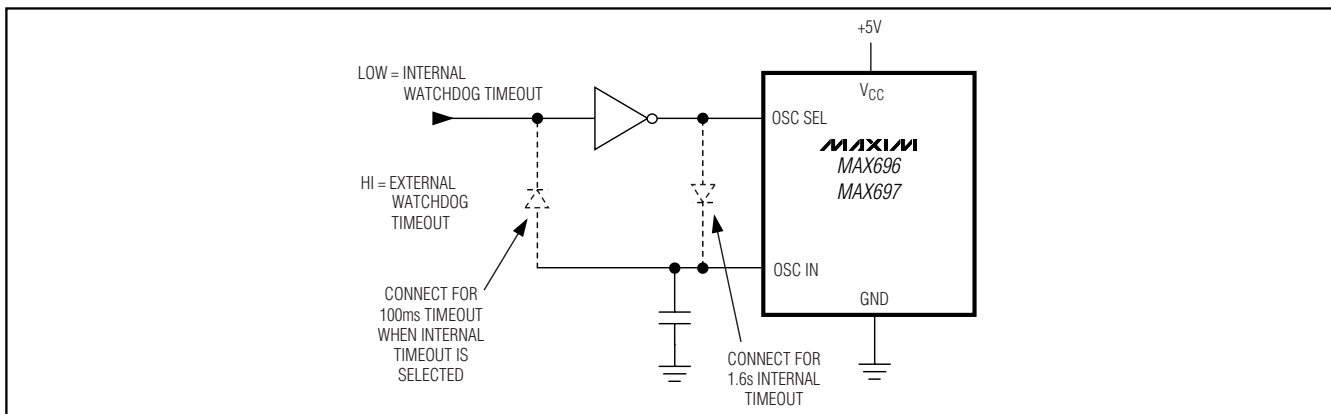 +5V
LOW = INTERNAL
WATCHDOG TIMEOUT
VCC
OSC SEL
MAXIM
MAX696
MAX697
HI = EXTERNAL
WATCHDOG
TIMEOUT
OSC IN
GND
CONNECT FOR
100ms TIMEOUT
WHEN INTERNAL
TIMEOUT IS
SELECTED
CONNECT FOR
1.6s INTERNAL
TIMEOUT